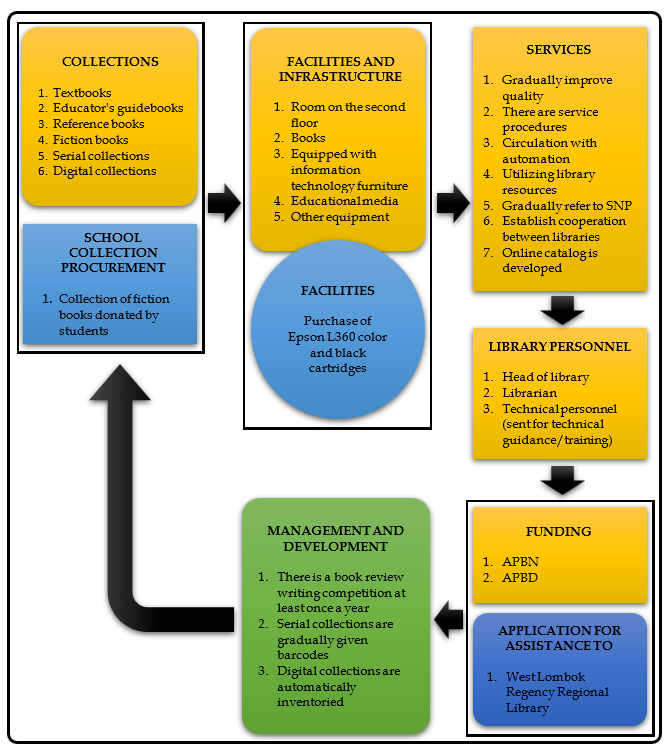 COLLECTIONS
1. Textbooks
2. Educator's guidebooks
3. Reference books
4. Fiction books
5. Serial collections
6. Digital collections
SCHOOL
COLLECTION
PROCUREMENT
1. Collection of fiction
books donated by
students
FACILITIES AND
INFRASTRUCTURE
1. Room on the second
floor
2. Books
3. Equipped with
information
technology furniture
4. Educational media
5. Other equipment
FACILITIES
Purchase of
Epson L360 color
and black
cartridges
SERVICES
1. Gradually improve
quality
2. There are service
procedures
3. Circulation with
automation
4. Utilizing library
resources
5. Gradually refer to SNP
6. Establish cooperation
between libraries
7. Online catalog is
developed
LIBRARY PERSONNEL
1. Head of library
2. Librarian
3. Technical personnel
(sent for technical
guidance/training)
FUNDING
1. APBN
2. APBD
APPLICATION FOR
ASSISTANCE TO
1. West Lombok
Regency Regional
Library
MANAGEMENT AND
DEVELOPMENT
1. There is a book review
writing competition at
least once a year
2. Serial collections are
gradually given
barcodes
3. Digital collections are
automatically
inventoried